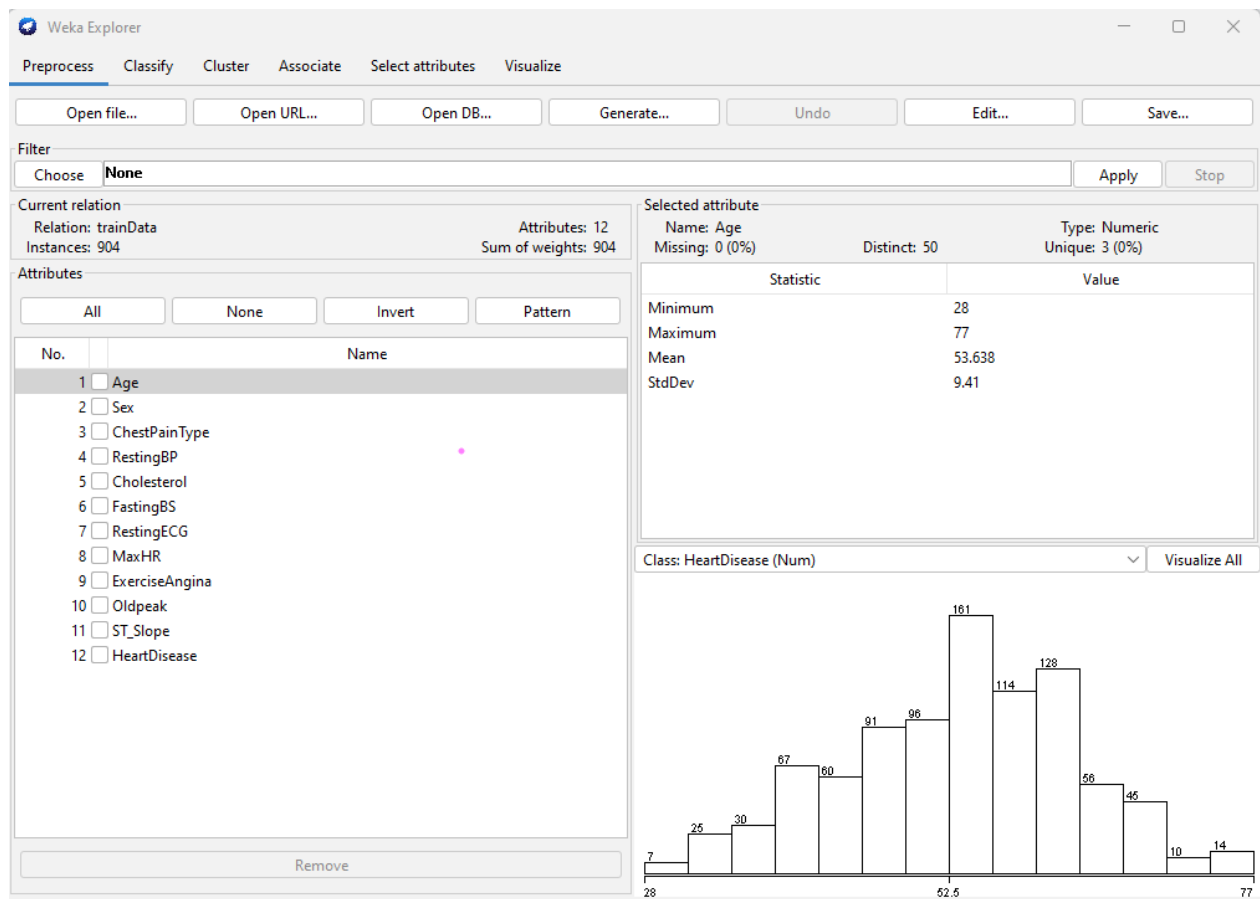 Weka Explorer
Preprocess Classify Cluster Associate Select attributes Visualize
Open file... Open URL... Open DB... Generate... Undo Edit... Save...
Filter
Choose None Apply Stop
Current relation
Relation: trainData Attributes: 12
Instances: 904 Sum of weights: 904
Attributes
All None Invert Pattern
No. Name
1 Age
2 Sex
3 ChestPainType
4 RestingBP
5 Cholesterol
6 FastingBS
7 RestingECG
8 MaxHR
9 ExerciseAngina
10 Oldpeak
11 ST_Slope
12 HeartDisease
Remove
Selected attribute
Name: Age Type: Numeric
Missing: 0 (0%) Distinct: 50 Unique: 3 (0%)
Statistic Value
Minimum 28
Maximum 77
Mean 53.638
StdDev 9.41
Class: HeartDisease (Num) Visualize All
7 25 30 67 60 91 96 161 114 128 56 45 10 14
28 52.5 77